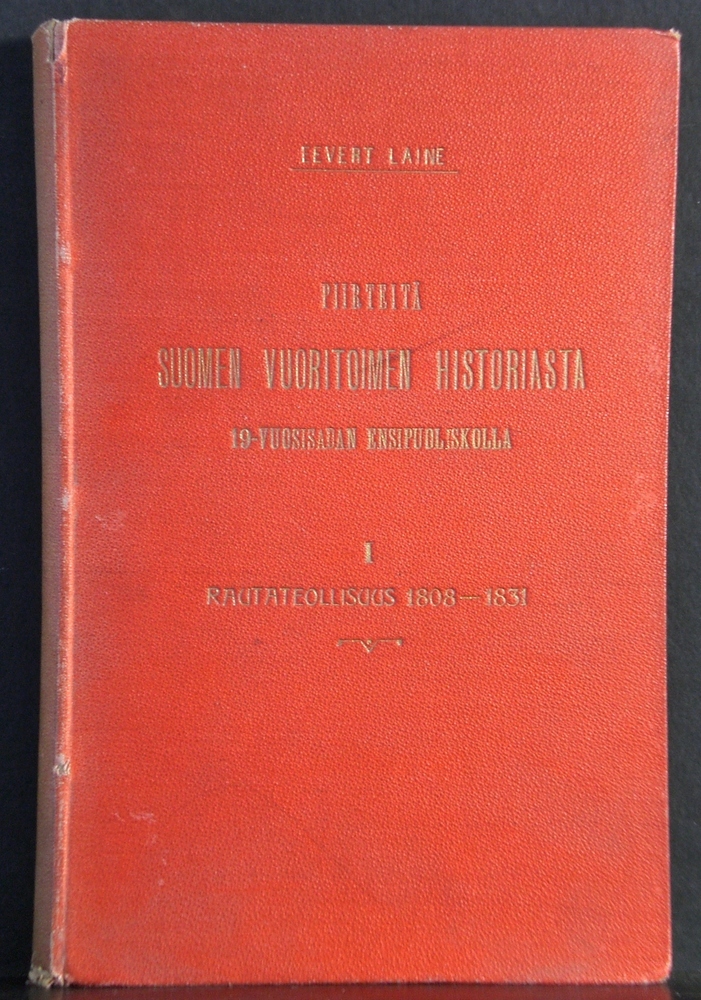 EEVERT LAINE
PIIRTEITÄ
SUOMEN VUORITOIMEN HISTORIASTA
19-VUOSISADAN ENSIPUOLISKOLLA
I
RAUTATEOLLISUUS 1808—1831